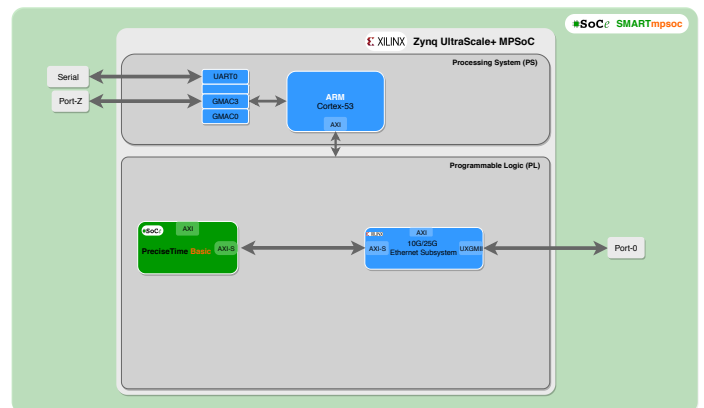 SoCe SMARTmpsoc
XILINX Zynq UltraScale+ MPSoC
Processing System (PS)
Serial
UART0
Port-Z
GMAC3
GMAC0
ARM
Cortex-53
AXI
Programmable Logic (PL)
SoCe
AXI
PreciseTime Basic
AXI-S
XILINX
AXI
AXI-S
10G/25G
Ethernet Subsystem
UXGMII
Port-0